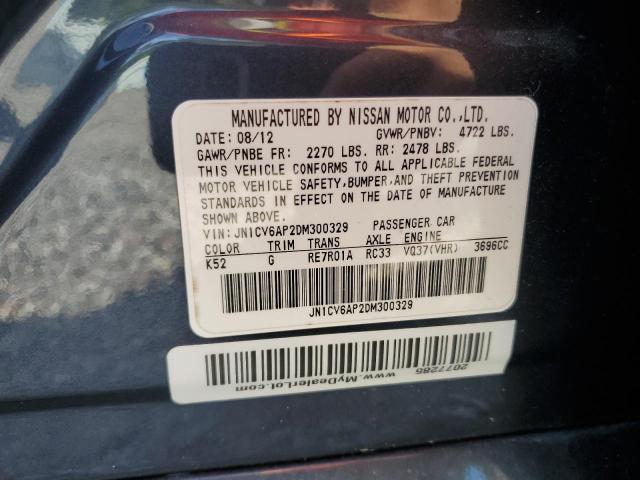 MANUFACTURED BY NISSAN MOTOR CO.,LTD.
DATE: 08/12 GVWR/PNBV: 4722 LBS.
GAWR/PNBE FR: 2270 LBS. RR: 2478 LBS.
THIS VEHICLE CONFORMS TO ALL APPLICABLE FEDERAL
MOTOR VEHICLE SAFETY,BUMPER,AND THEFT PREVENTION
STANDARDS IN EFFECT ON THE DATE OF MANUFACTURE
SHOWN ABOVE.
VIN: JN1CV6AP2DM300329 PASSENGER CAR
COLOR TRIM TRANS AXLE ENGINE
K52 G RE7R01A RC33 VQ37(VHR) 3696CC
JN1CV6AP2DM300329
2077285
www.MyDealerLot.com